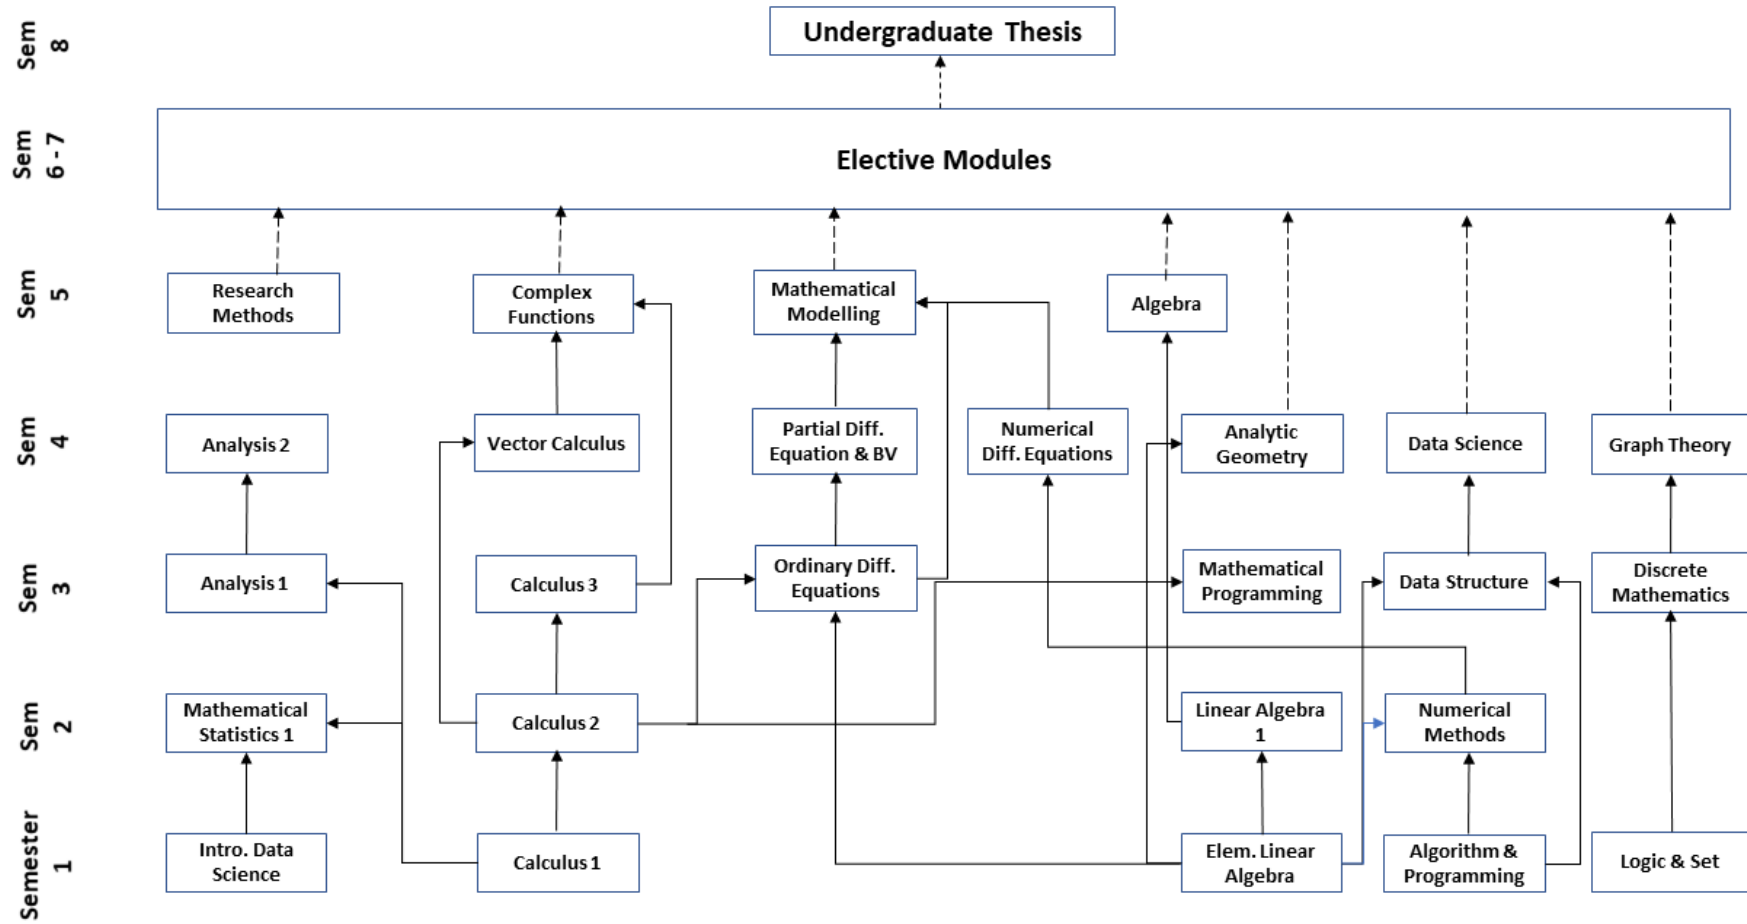 Sem
8
Undergraduate Thesis
Sem
6 - 7
Elective Modules
Sem
5
Research
Methods
Complex
Functions
Mathematical
Modelling
Algebra
Sem
4
Analysis 2
Vector Calculus
Partial Diff.
Equation & BV
Numerical
Diff. Equations
Analytic
Geometry
Data Science
Graph Theory
Sem
3
Analysis 1
Calculus 3
Ordinary Diff.
Equations
Mathematical
Programming
Data Structure
Discrete
Mathematics
Sem
2
Mathematical
Statistics 1
Calculus 2
Linear Algebra
1
Numerical
Methods
Semester
1
Intro. Data
Science
Calculus 1
Elem. Linear
Algebra
Algorithm &
Programming
Logic & Set